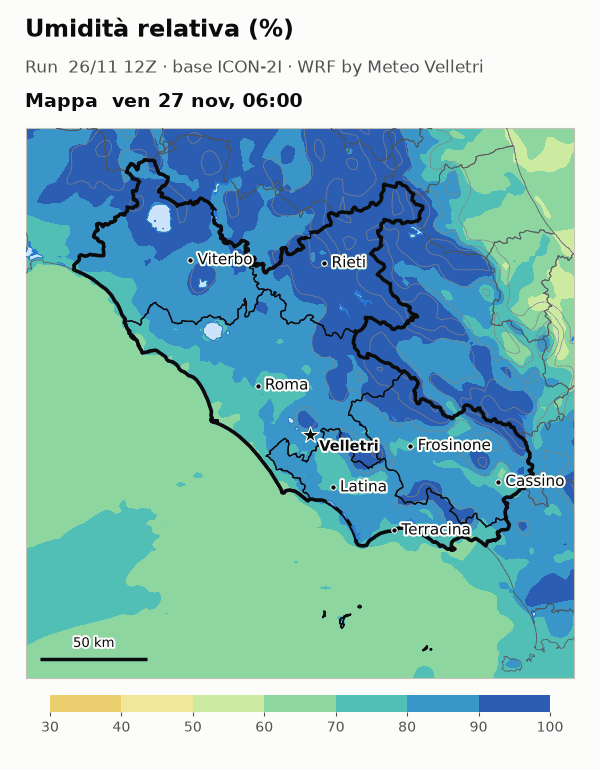 Umidità relativa (%)
Run  26/11 12Z · base ICON-2I · WRF by Meteo Velletri
Mappa  ven 27 nov, 06:00
Viterbo
Rieti
Roma
Velletri
Frosinone
Latina
Cassino
Terracina
50 km
30 40 50 60 70 80 90 100